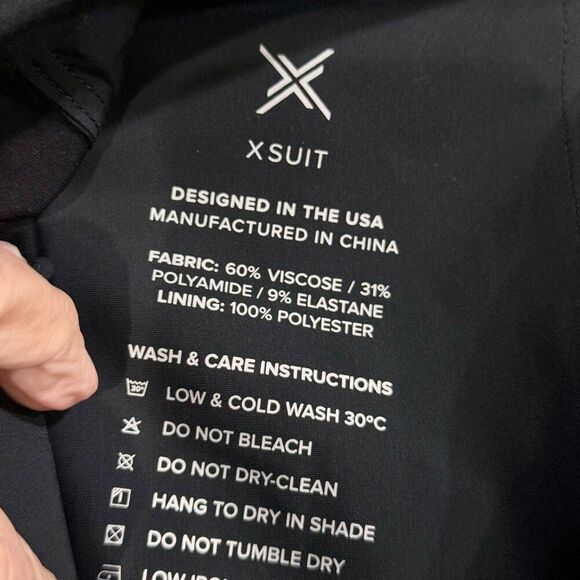 XSUIT
DESIGNED IN THE USA
MANUFACTURED IN CHINA
FABRIC: 60% VISCOSE / 31%
POLYAMIDE / 9% ELASTANE
LINING: 100% POLYESTER
WASH & CARE INSTRUCTIONS
30° LOW & COLD WASH 30ºC
DO NOT BLEACH
DO NOT DRY-CLEAN
HANG TO DRY IN SHADE
DO NOT TUMBLE DRY
LOW